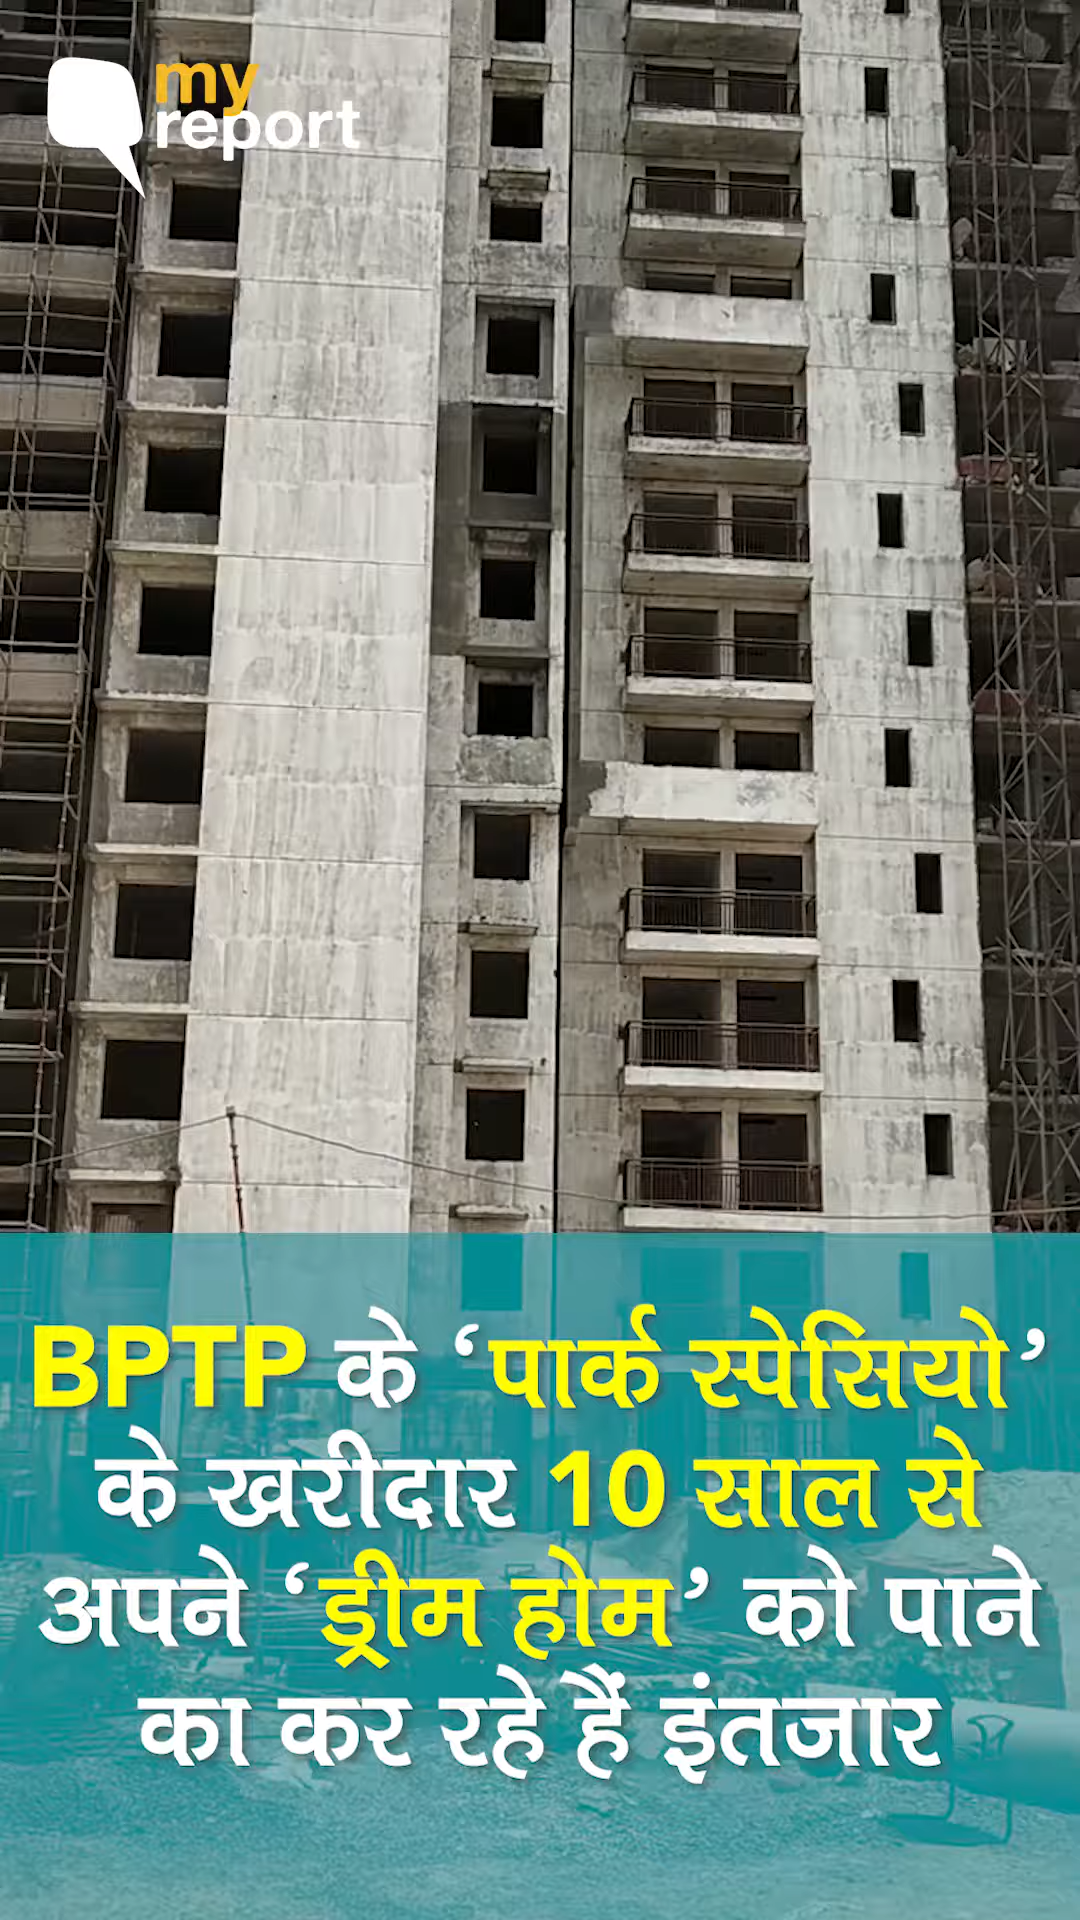 my
report
BPTP के ‘पार्क स्पेसियो’
के खरीदार 10 साल से
अपने ‘ड्रीम होम’ को पाने
का कर रहे हैं इंतजार